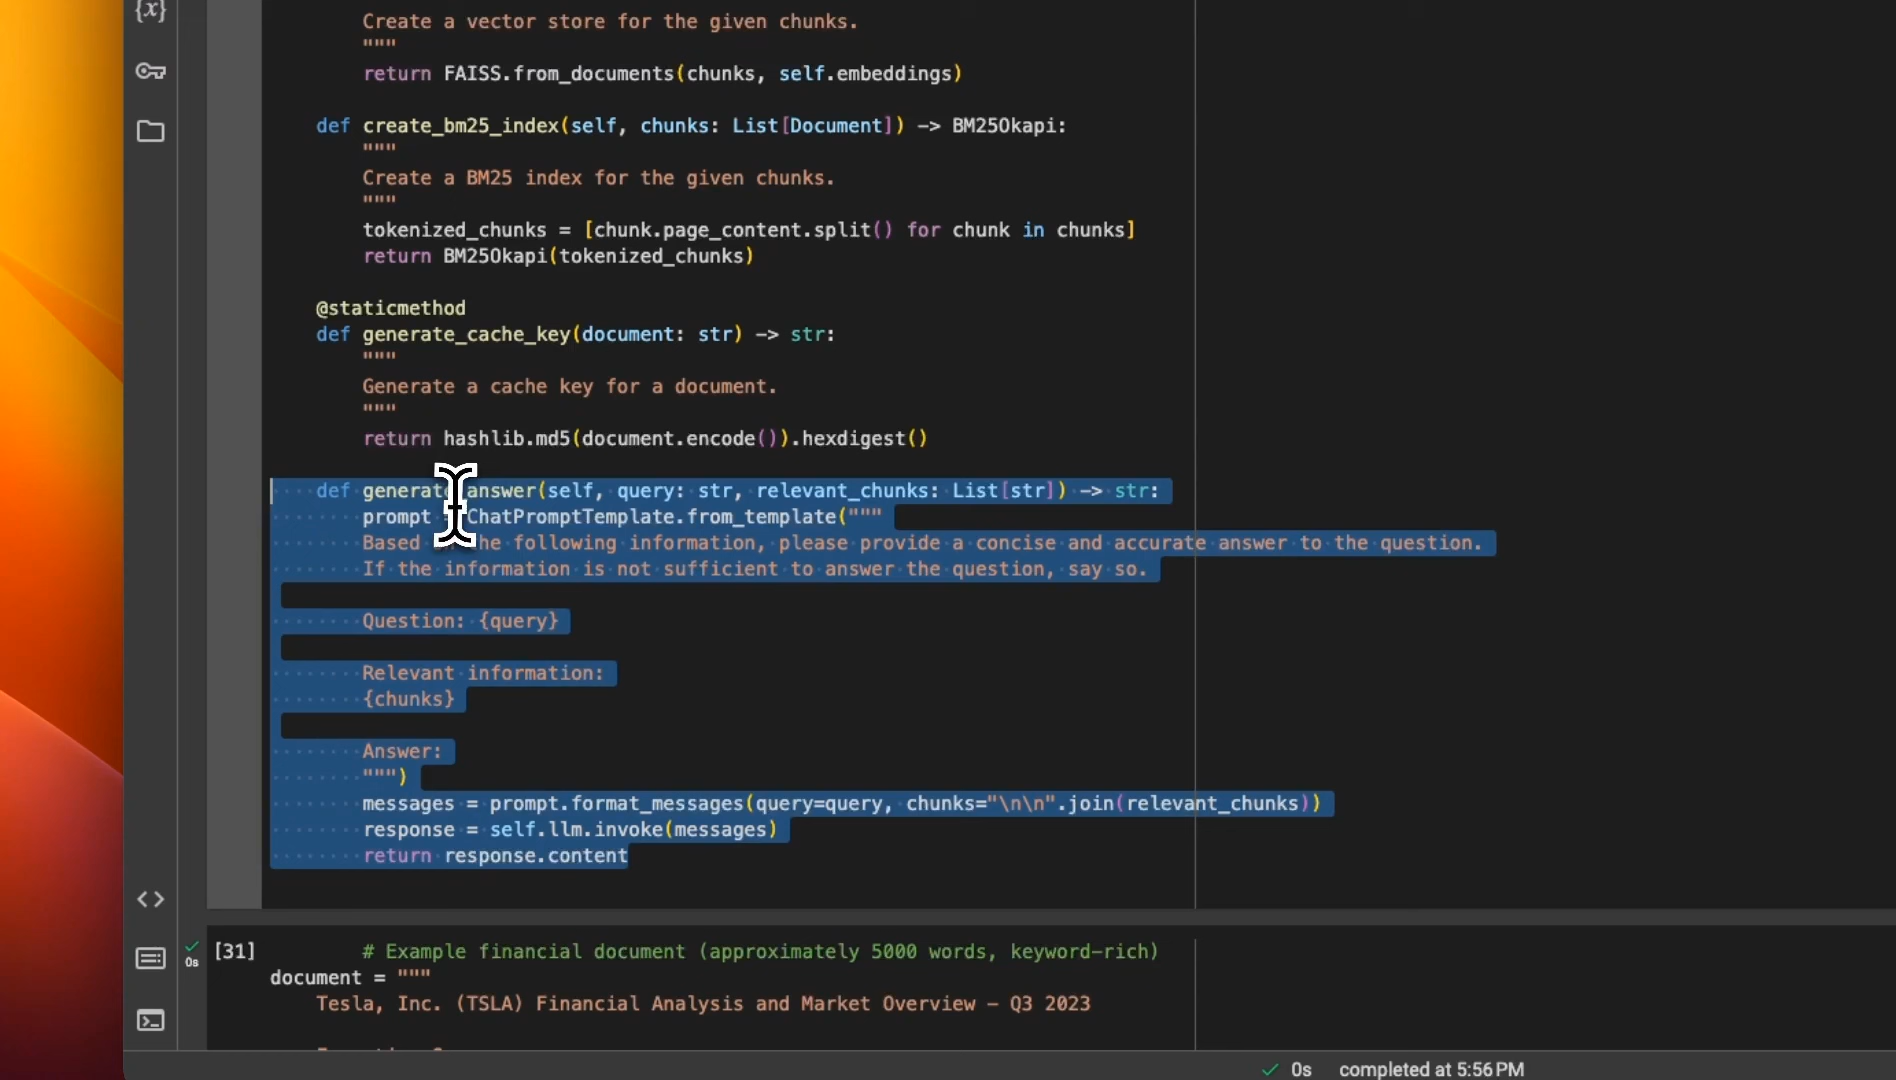 {x}
Create a vector store for the given chunks.
"""
return FAISS.from_documents(chunks, self.embeddings)
def create_bm25_index(self, chunks: List[Document]) -> BM25Okapi:
"""
Create a BM25 index for the given chunks.
"""
tokenized_chunks = [chunk.page_content.split() for chunk in chunks]
return BM25Okapi(tokenized_chunks)
@staticmethod
def generate_cache_key(document: str) -> str:
"""
Generate a cache key for a document.
"""
return hashlib.md5(document.encode()).hexdigest()
def generate_answer(self, query: str, relevant_chunks: List[str]) -> str:
prompt = ChatPromptTemplate.from_template("""
Based on the following information, please provide a concise and accurate answer to the question.
If the information is not sufficient to answer the question, say so.
Question: {query}
Relevant information:
{chunks}
Answer:
""")
messages = prompt.format_messages(query=query, chunks="\n\n".join(relevant_chunks))
response = self.llm.invoke(messages)
return response.content
[31] # Example financial document (approximately 5000 words, keyword-rich)
0s
document = """
Tesla, Inc. (TSLA) Financial Analysis and Market Overview - Q3 2023
0s completed at 5:56 PM